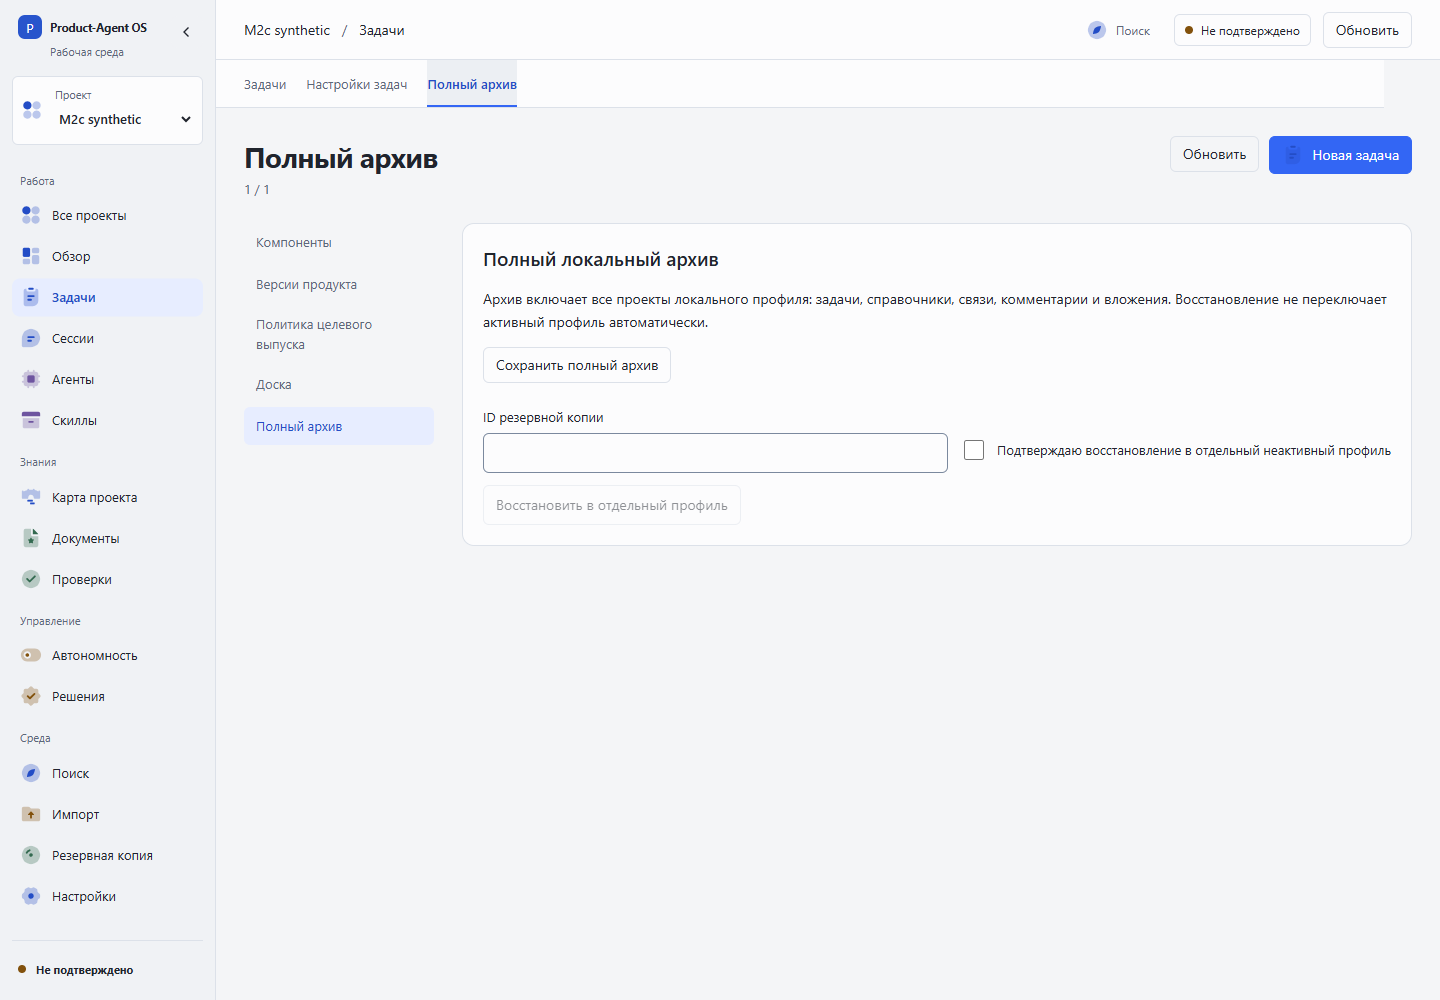 P
Product-Agent OS
Рабочая среда
Проект
M2c synthetic
Работа
Все проекты
Обзор
Задачи
Сессии
Агенты
Скиллы
Знания
Карта проекта
Документы
Проверки
Управление
Автономность
Решения
Среда
Поиск
Импорт
Резервная копия
Настройки
Не подтверждено
M2c synthetic / Задачи
Поиск
Не подтверждено
Обновить
Задачи
Настройки задач
Полный архив
Полный архив
1 / 1
Обновить
Новая задача
Компоненты
Версии продукта
Политика целевого
выпуска
Доска
Полный архив
Полный локальный архив
Архив включает все проекты локального профиля: задачи, справочники, связи, комментарии и вложения. Восстановление не переключает
активный профиль автоматически.
Сохранить полный архив
ID резервной копии
Подтверждаю восстановление в отдельный неактивный профиль
Восстановить в отдельный профиль